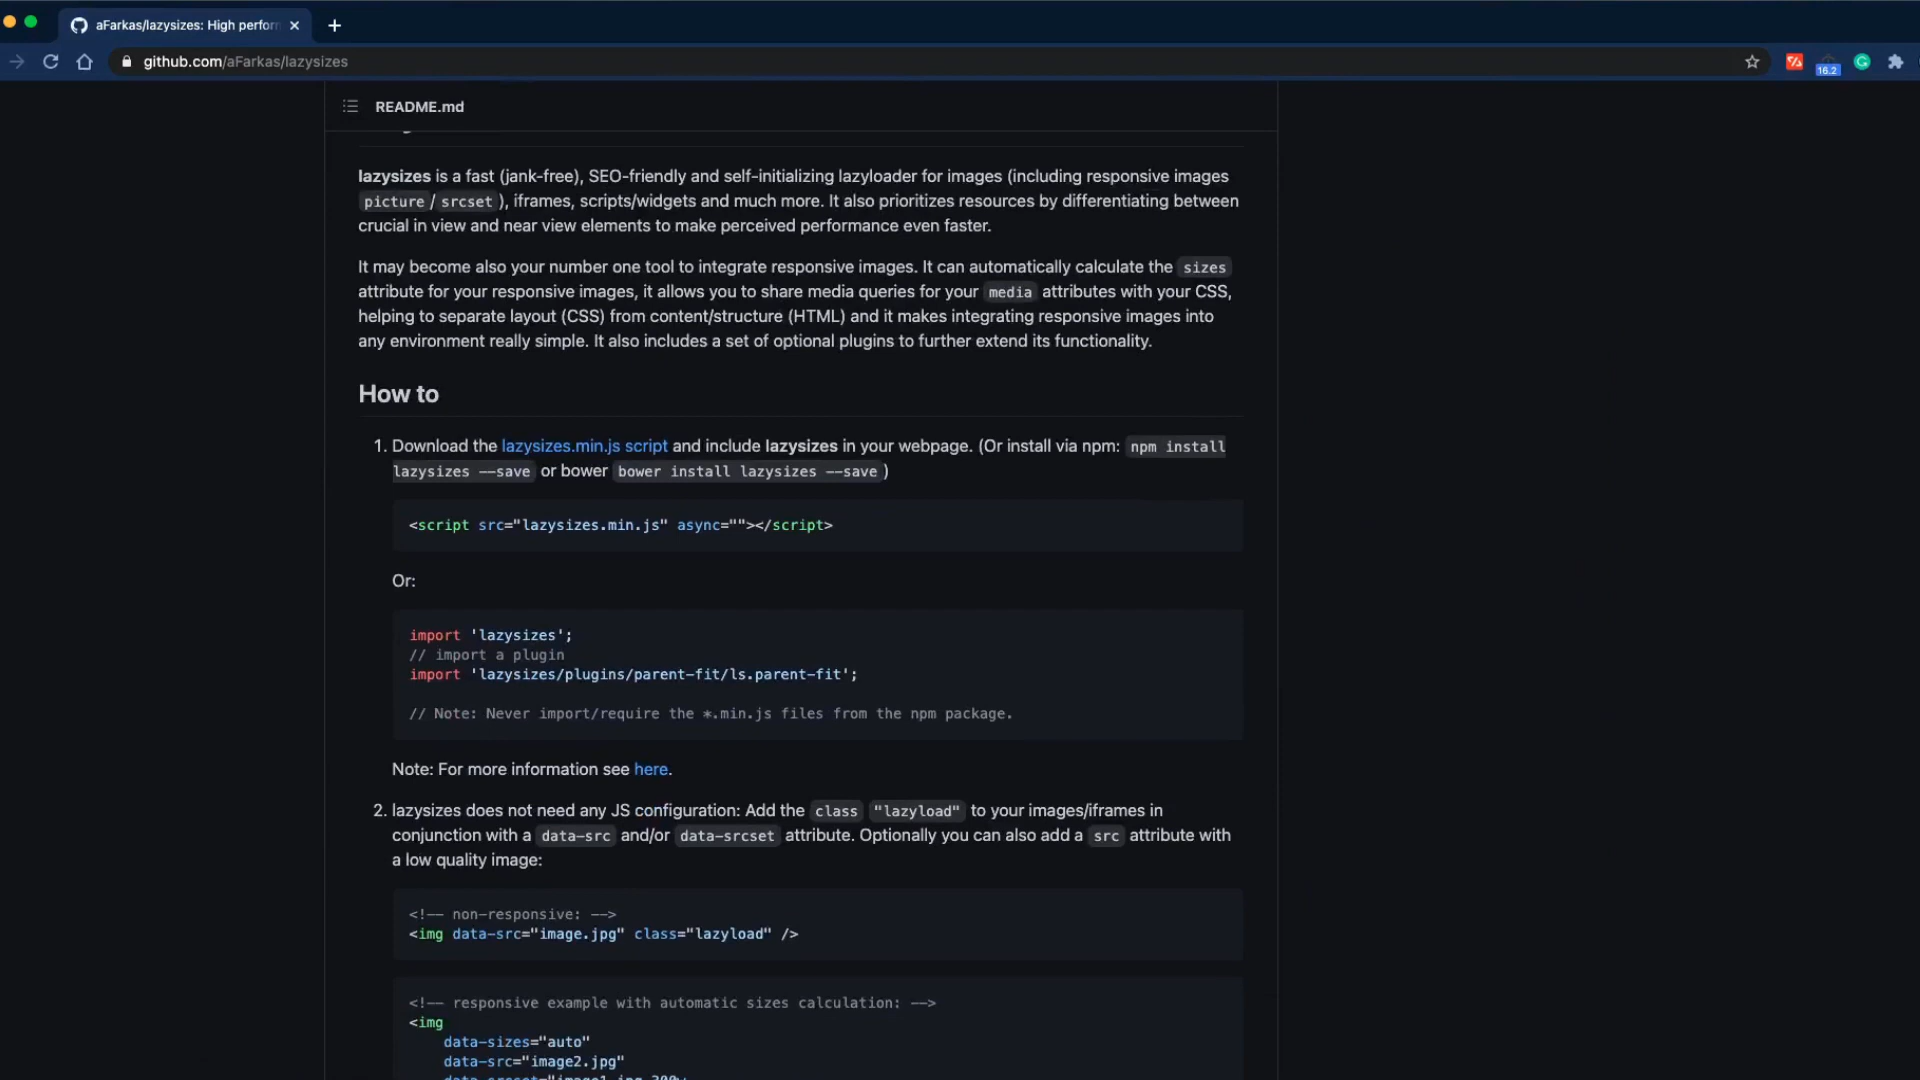 aFarkas/lazysizes: High perfor
github.com/aFarkas/lazysizes
16.2
README.md
lazysizes is a fast (jank-free), SEO-friendly and self-initializing lazyloader for images (including responsive images
picture / srcset ), iframes, scripts/widgets and much more. It also prioritizes resources by differentiating between
crucial in view and near view elements to make perceived performance even faster.
It may become also your number one tool to integrate responsive images. It can automatically calculate the sizes
attribute for your responsive images, it allows you to share media queries for your media attributes with your CSS,
helping to separate layout (CSS) from content/structure (HTML) and it makes integrating responsive images into
any environment really simple. It also includes a set of optional plugins to further extend its functionality.
How to
1. Download the lazysizes.min.js script and include lazysizes in your webpage. (Or install via npm: npm install
lazysizes --save or bower bower install lazysizes --save )
<script src="lazysizes.min.js" async=""></script>
Or:
import 'lazysizes';
// import a plugin
import 'lazysizes/plugins/parent-fit/ls.parent-fit';
// Note: Never import/require the *.min.js files from the npm package.
Note: For more information see here.
2. lazysizes does not need any JS configuration: Add the class "lazyload" to your images/iframes in
conjunction with a data-src and/or data-srcset attribute. Optionally you can also add a src attribute with
a low quality image:
<!-- non-responsive: -->
<img data-src="image.jpg" class="lazyload" />
<!-- responsive example with automatic sizes calculation: -->
<img
data-sizes="auto"
data-src="image2.jpg"
data-srcset="image1.jpg 300w